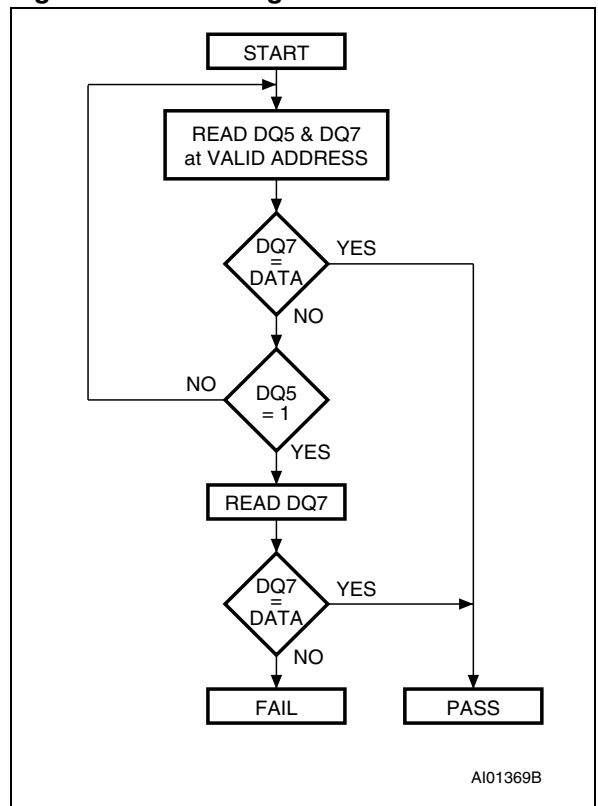 START
READ DQ5 & DQ7
at VALID ADDRESS
DQ7
=
DATA
YES
NO
NO
DQ5
= 1
YES
READ DQ7
DQ7
=
DATA
YES
NO
FAIL
PASS
AI01369B